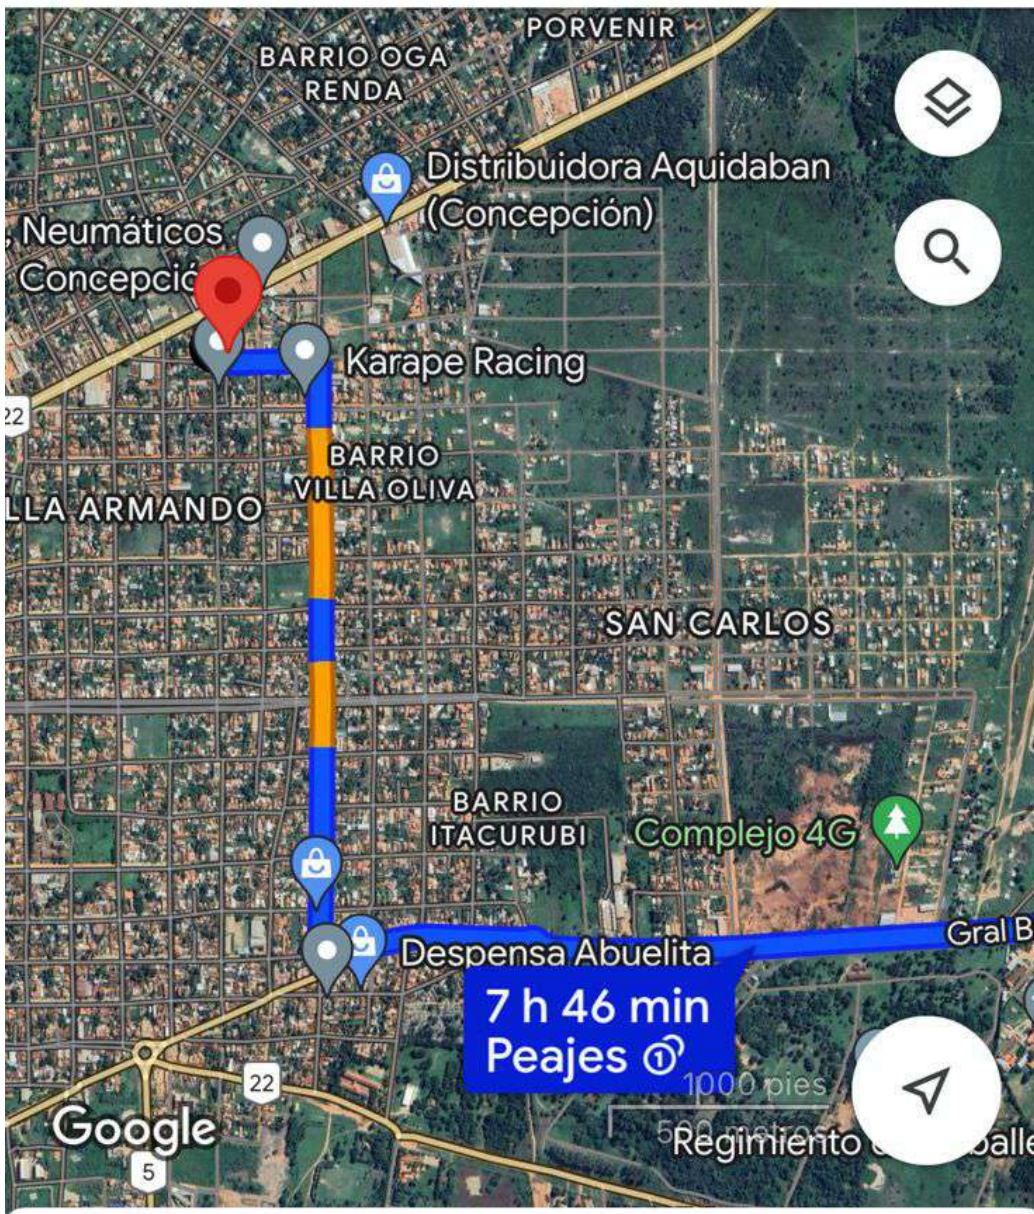 PORVENIR
BARRIO OGA
RENDA
Distribuidora Aquidaban
(Concepción)
Neumáticos
Karape Racing
22
BARRIO
VILLA OLIVA
LLA ARMANDO
SAN CARLOS
BARRIO
ITACURUBI
Complejo 4G
Gral B
Despensa Abuelita
7 h 46 min
Peajes
22
1000 pies
Google
500 metros
Regimiento
5